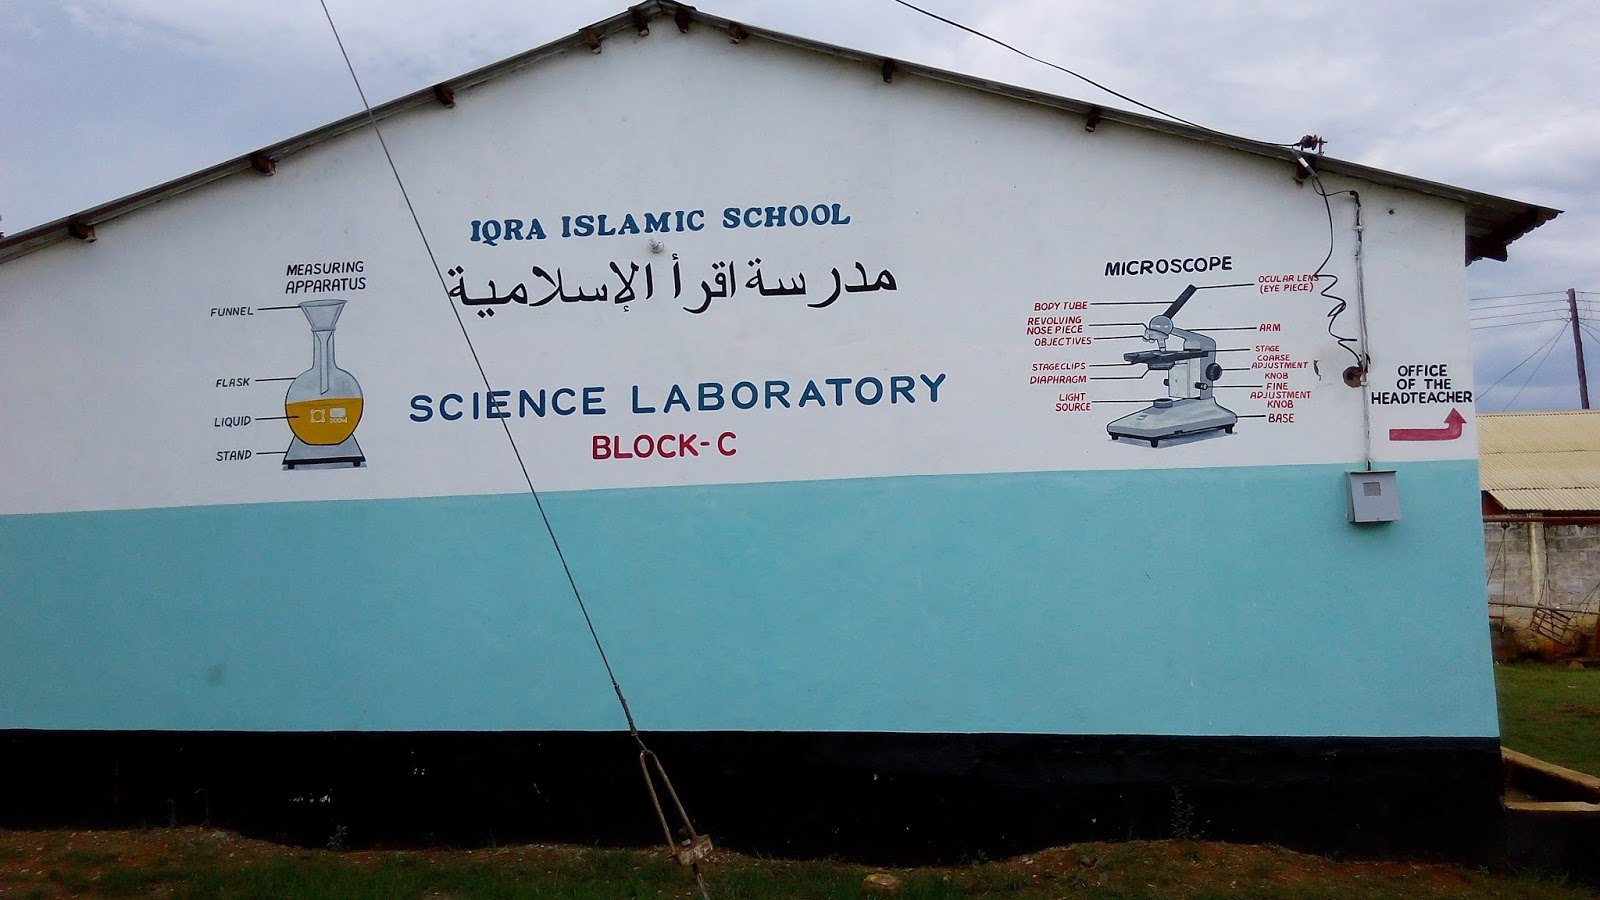 IQRA ISLAMIC SCHOOL
مدرسة اقرأ الإسلامية
SCIENCE LABORATORY
BLOCK-C
MEASURING
APPARATUS
FUNNEL
FLASK
LIQUID
STAND
MICROSCOPE
BODY TUBE
REVOLVING
NOSE PIECE
OBJECTIVES
STAGECLIPS
DIAPHRAGM
LIGHT
SOURCE
OCULAR LENS
(EYE PIECE)
ARM
STAGE
COARSE
ADJUSTMENT
KNOB
FINE
ADJUSTMENT
KNOB
BASE
OFFICE
OF THE
HEADTEACHER